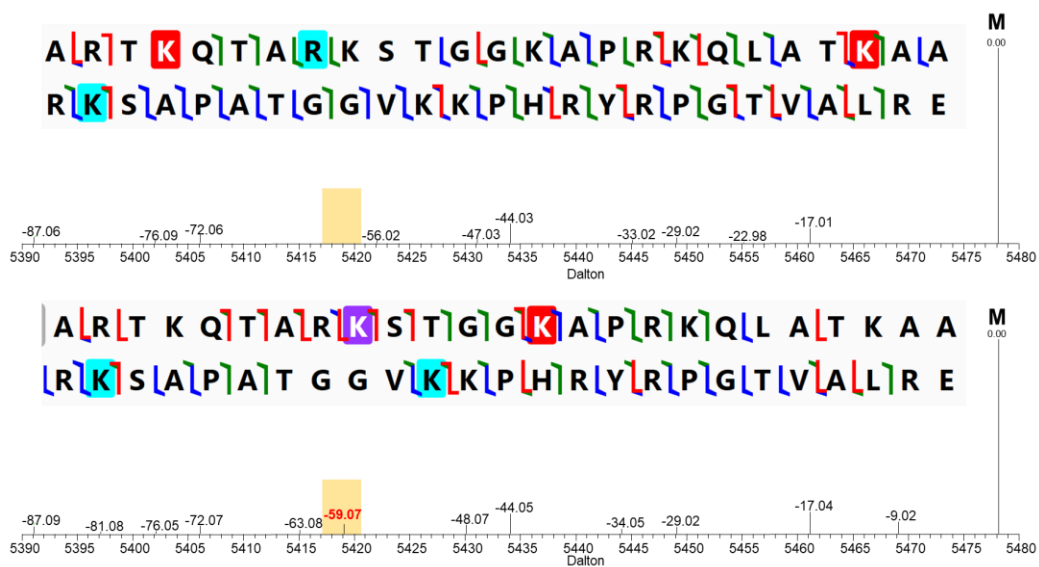 A R T K Q T A R K S T G G K A P R K Q L A T K A A
R K S A P A T G G V K K P H R Y R P G T V A L R E
M
0.00
-87.06 -76.09 -72.06 -56.02 -47.03 -44.03 -33.02 -29.02 -22.98 -17.01
5390 5395 5400 5405 5410 5415 5420 5425 5430 5435 5440 5445 5450 5455 5460 5465 5470 5475 5480
Dalton
A R T K Q T A R K S T G G K A P R K Q L A T K A A
R K S A P A T G G V K K P H R Y R P G T V A L R E
M
0.00
-87.09 -81.08 -76.05 -72.07 -63.08 -59.07 -48.07 -44.05 -34.05 -29.02 -17.04 -9.02
5390 5395 5400 5405 5410 5415 5420 5425 5430 5435 5440 5445 5450 5455 5460 5465 5470 5475 5480
Dalton